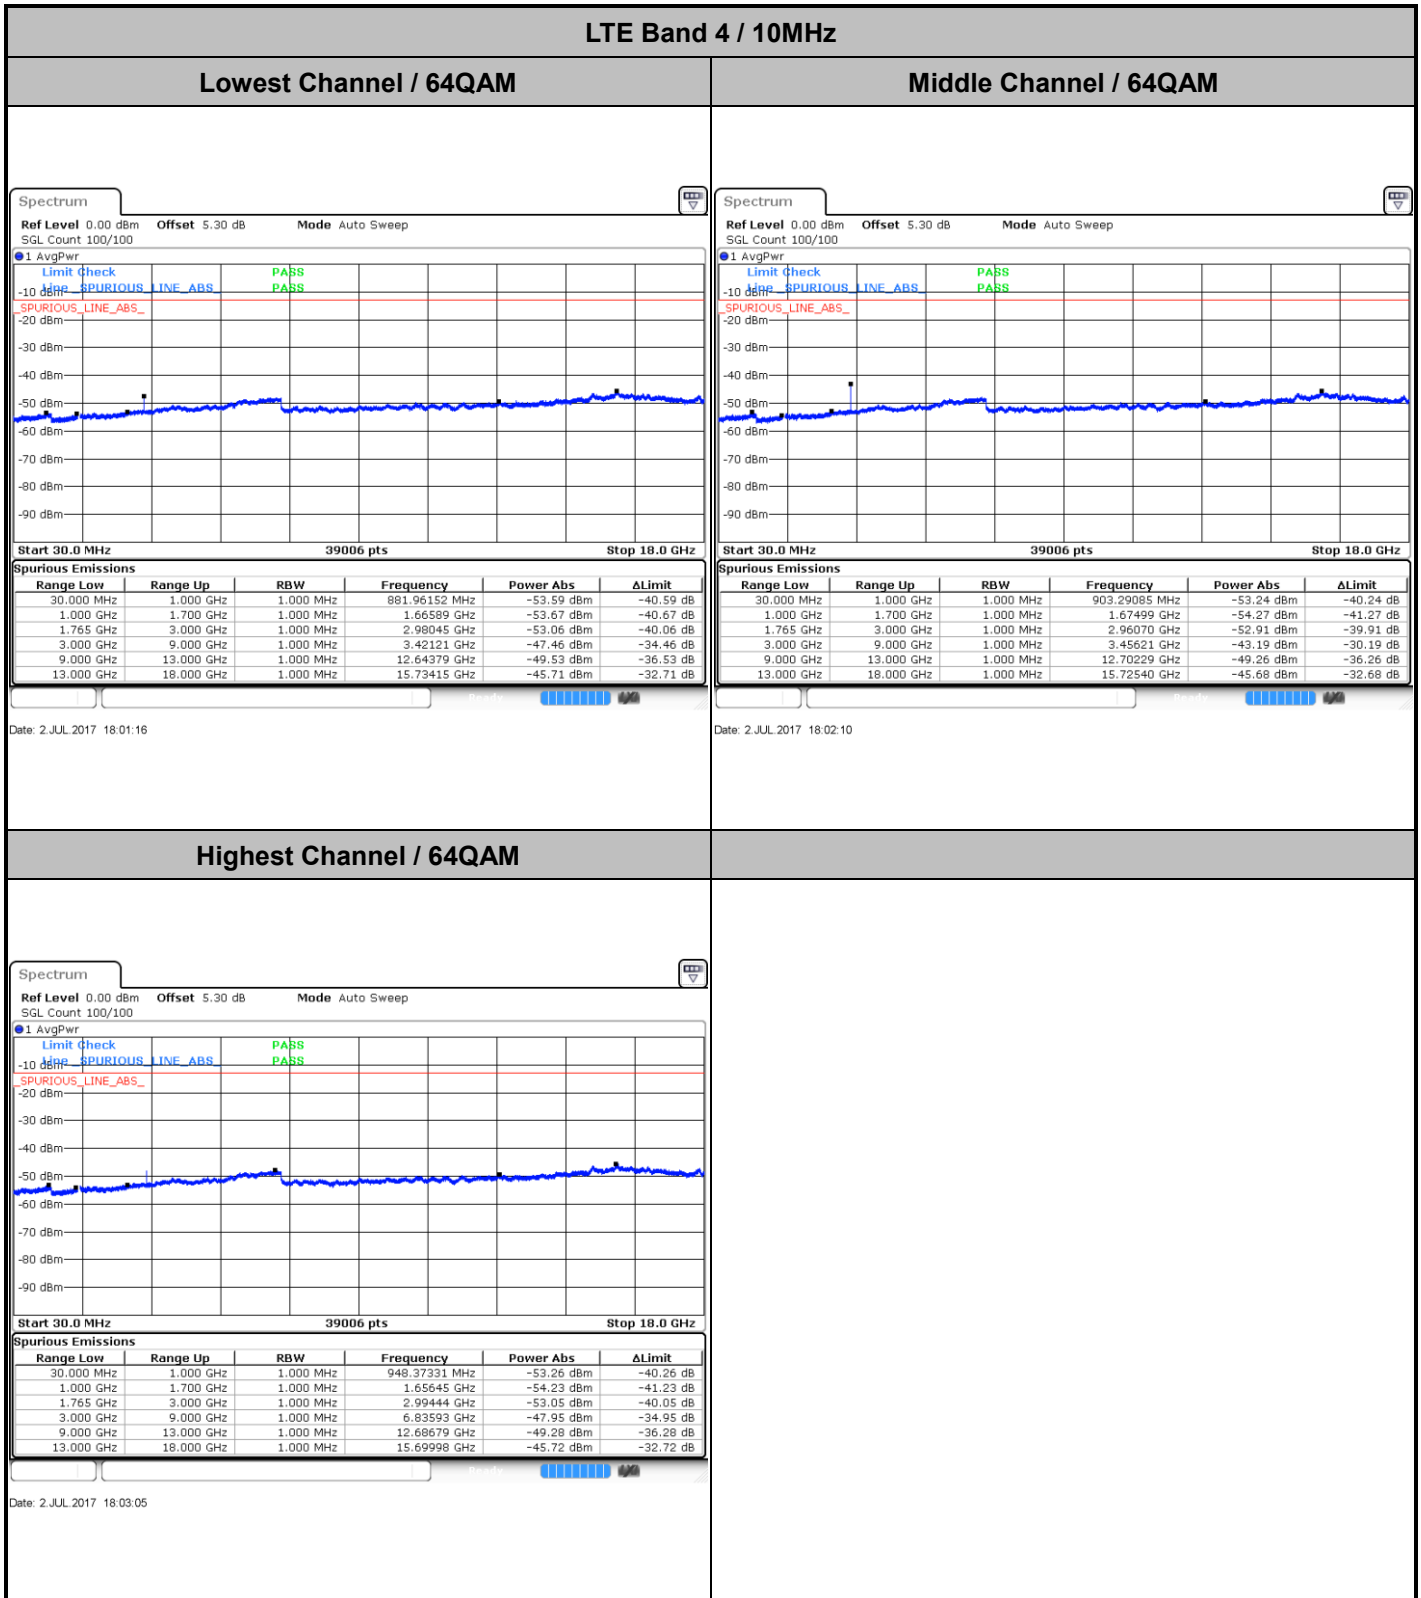 LTE Band 4 / 10MHz
Lowest Channel / 64QAM
Middle Channel / 64QAM
Spectrum
Ref Level 0.00 dBm Offset 5.30 dB Mode Auto Sweep
SGL Count 100/100
1 AvgPwr
Limit Check PASS
Line _SPURIOUS_LINE_ABS_ PASS
-10 dBm
_SPURIOUS_LINE_ABS_
-20 dBm
-30 dBm
-40 dBm
-50 dBm
-60 dBm
-70 dBm
-80 dBm
-90 dBm
Start 30.0 MHz 39006 pts Stop 18.0 GHz
Spurious Emissions
Range Low Range Up RBW Frequency Power Abs ΔLimit
30.000 MHz 1.000 GHz 1.000 MHz 881.96152 MHz -53.59 dBm -40.59 dB
1.000 GHz 1.700 GHz 1.000 MHz 1.66589 GHz -53.67 dBm -40.67 dB
1.765 GHz 3.000 GHz 1.000 MHz 2.98045 GHz -53.06 dBm -40.06 dB
3.000 GHz 9.000 GHz 1.000 MHz 3.42121 GHz -47.46 dBm -34.46 dB
9.000 GHz 13.000 GHz 1.000 MHz 12.64379 GHz -49.53 dBm -36.53 dB
13.000 GHz 18.000 GHz 1.000 MHz 15.73415 GHz -45.71 dBm -32.71 dB
Ready
Date: 2.JUL.2017 18:01:16
Spectrum
Ref Level 0.00 dBm Offset 5.30 dB Mode Auto Sweep
SGL Count 100/100
1 AvgPwr
Limit Check PASS
Line _SPURIOUS_LINE_ABS_ PASS
-10 dBm
_SPURIOUS_LINE_ABS_
-20 dBm
-30 dBm
-40 dBm
-50 dBm
-60 dBm
-70 dBm
-80 dBm
-90 dBm
Start 30.0 MHz 39006 pts Stop 18.0 GHz
Spurious Emissions
Range Low Range Up RBW Frequency Power Abs ΔLimit
30.000 MHz 1.000 GHz 1.000 MHz 903.29085 MHz -53.24 dBm -40.24 dB
1.000 GHz 1.700 GHz 1.000 MHz 1.67499 GHz -54.27 dBm -41.27 dB
1.765 GHz 3.000 GHz 1.000 MHz 2.96070 GHz -52.91 dBm -39.91 dB
3.000 GHz 9.000 GHz 1.000 MHz 3.45621 GHz -43.19 dBm -30.19 dB
9.000 GHz 13.000 GHz 1.000 MHz 12.70229 GHz -49.26 dBm -36.26 dB
13.000 GHz 18.000 GHz 1.000 MHz 15.72540 GHz -45.68 dBm -32.68 dB
Ready
Date: 2.JUL.2017 18:02:10
Highest Channel / 64QAM
Spectrum
Ref Level 0.00 dBm Offset 5.30 dB Mode Auto Sweep
SGL Count 100/100
1 AvgPwr
Limit Check PASS
Line _SPURIOUS_LINE_ABS_ PASS
-10 dBm
_SPURIOUS_LINE_ABS_
-20 dBm
-30 dBm
-40 dBm
-50 dBm
-60 dBm
-70 dBm
-80 dBm
-90 dBm
Start 30.0 MHz 39006 pts Stop 18.0 GHz
Spurious Emissions
Range Low Range Up RBW Frequency Power Abs ΔLimit
30.000 MHz 1.000 GHz 1.000 MHz 948.37331 MHz -53.26 dBm -40.26 dB
1.000 GHz 1.700 GHz 1.000 MHz 1.65645 GHz -54.23 dBm -41.23 dB
1.765 GHz 3.000 GHz 1.000 MHz 2.99444 GHz -53.05 dBm -40.05 dB
3.000 GHz 9.000 GHz 1.000 MHz 6.83593 GHz -47.95 dBm -34.95 dB
9.000 GHz 13.000 GHz 1.000 MHz 12.68679 GHz -49.28 dBm -36.28 dB
13.000 GHz 18.000 GHz 1.000 MHz 15.69998 GHz -45.72 dBm -32.72 dB
Ready
Date: 2.JUL.2017 18:03:05